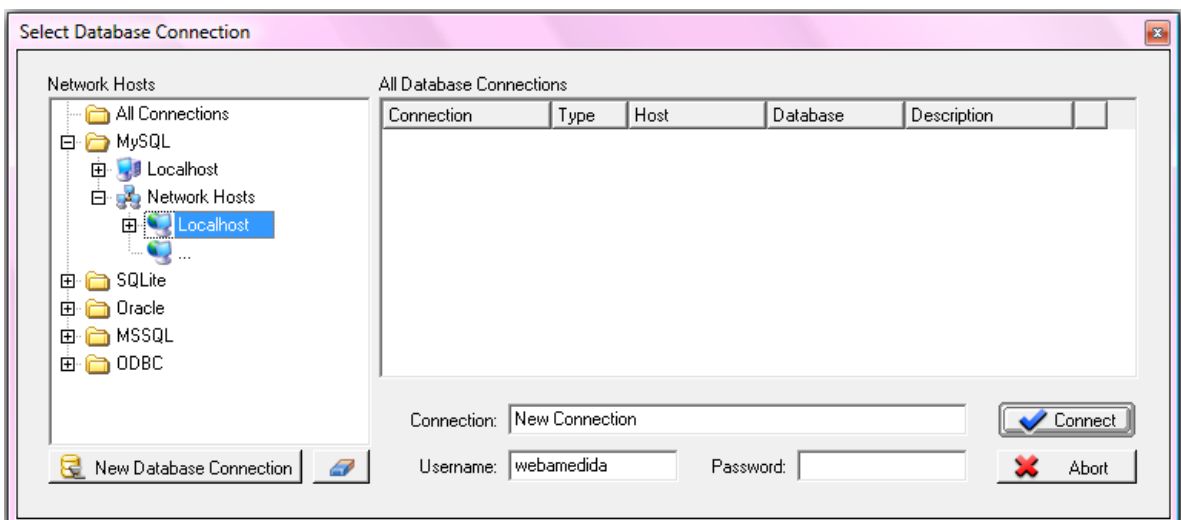 Select Database Connection
Network Hosts
All Connections
MySQL
Localhost
Network Hosts
Localhost
...
SQLite
Oracle
MSSQL
ODBC
New Database Connection
All Database Connections
Connection Type Host Database Description
Connection: New Connection
Connect
Username: webamedida Password:
Abort